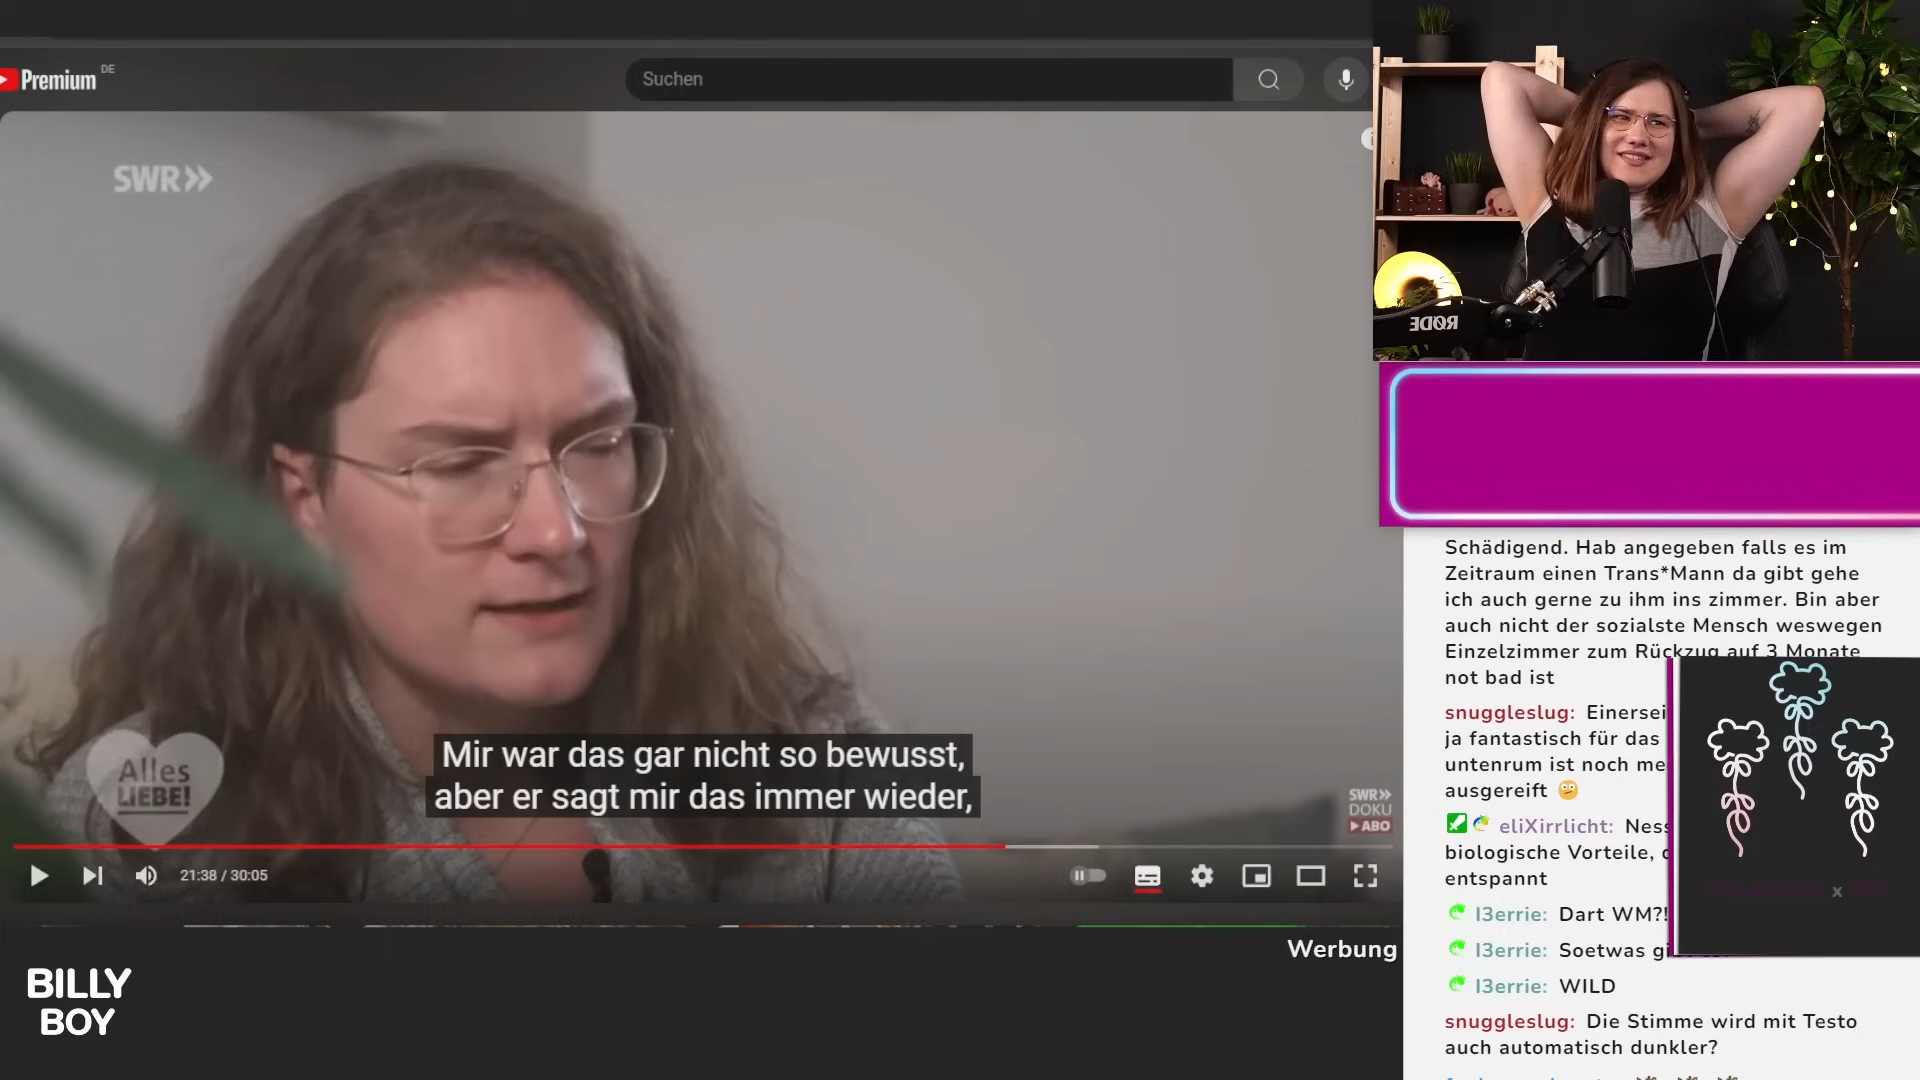 Premium DE
Suchen
SWR»
Alles
LIEBE!
Mir war das gar nicht so bewusst,
aber er sagt mir das immer wieder,
SWR»
DOKU
ABO
21:38 / 30:05
Werbung
BILLY
BOY
RØDE
Schädigend. Hab angegeben falls es im
Zeitraum einen Trans*Mann da gibt gehe
ich auch gerne zu ihm ins zimmer. Bin aber
auch nicht der sozialste Mensch weswegen
Einzelzimmer zum Rückzug auf 3 Monate
not bad ist
snuggleslug: Einersei
ja fantastisch für das
untenrum ist noch me
ausgereift
eliXirrlicht: Ness
biologische Vorteile,
entspannt
l3errie: Dart WM?!
l3errie: Soetwas
l3errie: WILD
snuggleslug: Die Stimme wird mit Testo
auch automatisch dunkler?
x